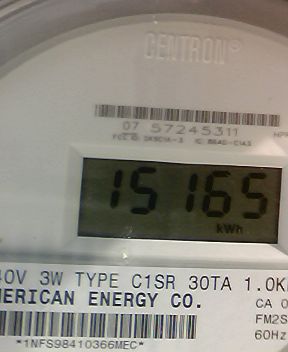 CENTRON®
07 57245311
15165
kWh
40V 3W TYPE C1SR 30TA 1.0K
MERICAN ENERGY CO.
CA 0
FM2S
60Hz
*1NFS98410366MEC*